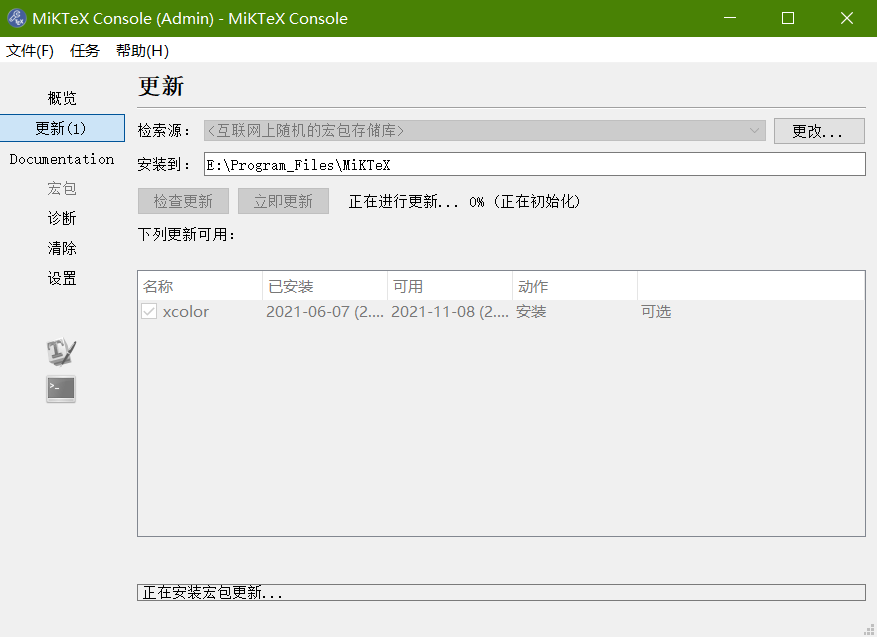 MiKTeX Console (Admin) - MiKTeX Console
文件(F) 任务 帮助(H)
概览
更新(1)
Documentation
宏包
诊断
清除
设置
更新
检索源: <互联网上随机的宏包存储库> 更改...
安装到: E:\Program_Files\MiKTeX
检查更新 立即更新 正在进行更新... 0% (正在初始化)
下列更新可用:
名称 已安装 可用 动作
xcolor 2021-06-07 (2.... 2021-11-08 (2.... 安装 可选
正在安装宏包更新...